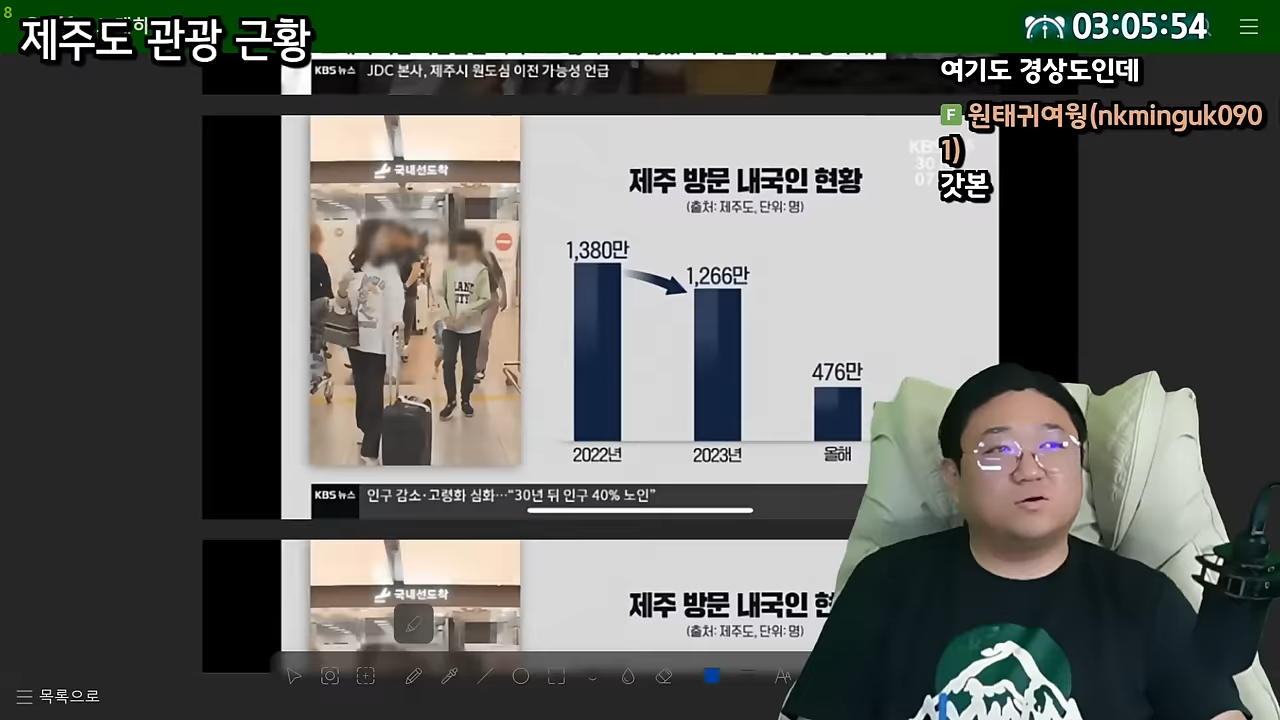 제주도 관광 근황
03:05:54
KBS 뉴스 JDC 본사, 제주시 원도심 이전 가능성 언급
여기도 경상도인데
F 원태귀여웡(nkminguk090
1)
갓본
국내선도착
제주 방문 내국인 현황
(출처: 제주도, 단위: 명)
1,380만
1,266만
476만
2022년
2023년
올해
KBS 뉴스 인구 감소·고령화 심화…“30년 뒤 인구 40% 노인”
국내선도착
제주 방문 내국인
(출처: 제주도, 단위: 명)
목록으로